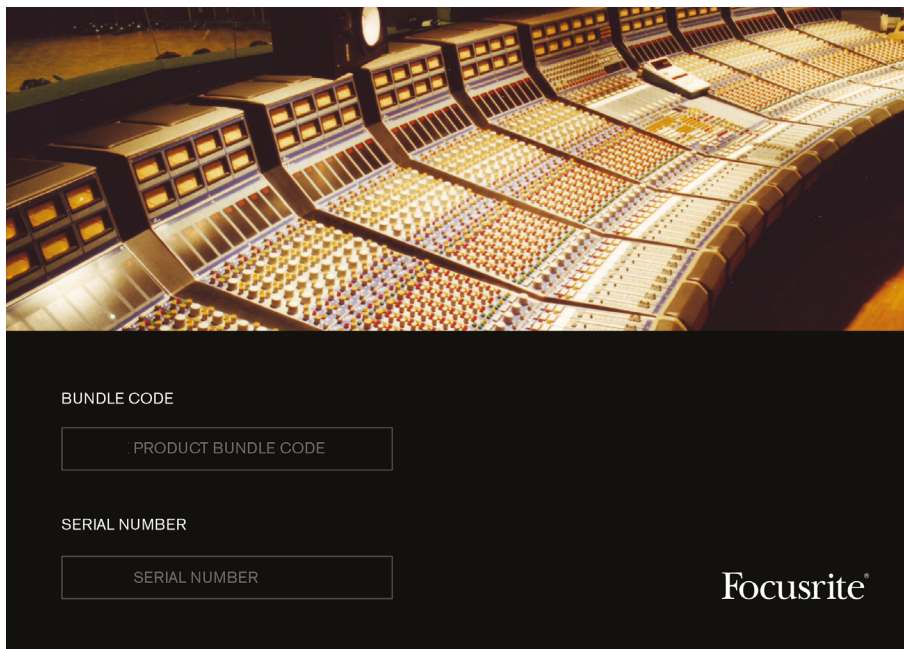 BUNDLE CODE
PRODUCT BUNDLE CODE
SERIAL NUMBER
SERIAL NUMBER
Focusrite®